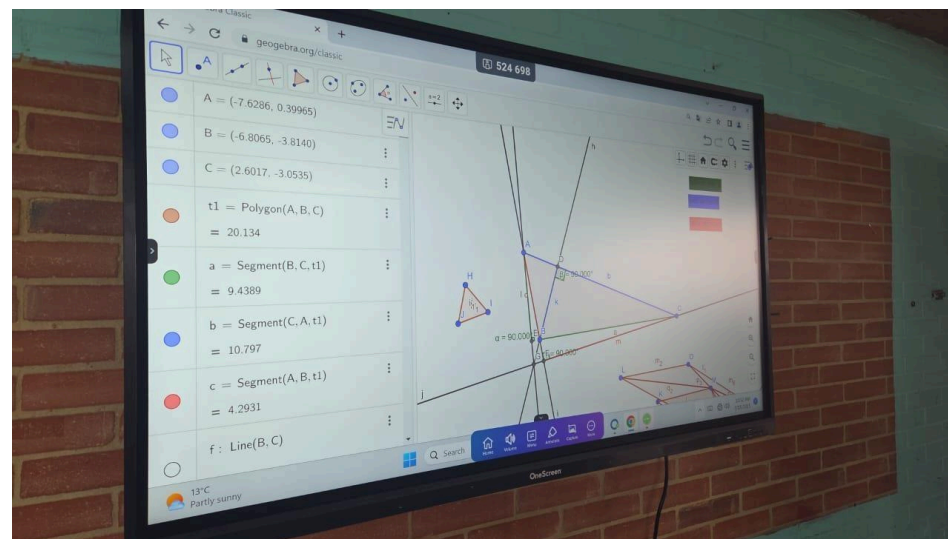 ra Classic
geogebra.org/classic
524 698
A = (-7.6286, 0.39965)
B = (-6.8065, -3.8140)
C = (2.6017, -3.0535)
t1 = Polygon(A, B, C)
= 20.134
a = Segment(B, C, t1)
= 9.4389
b = Segment(C, A, t1)
= 10.797
c = Segment(A, B, t1)
= 4.2931
f : Line(B, C)
h
A
H
I
J
B
C
α = 90.000°
m
j
L
Search
13°C
Partly sunny
OneScreen